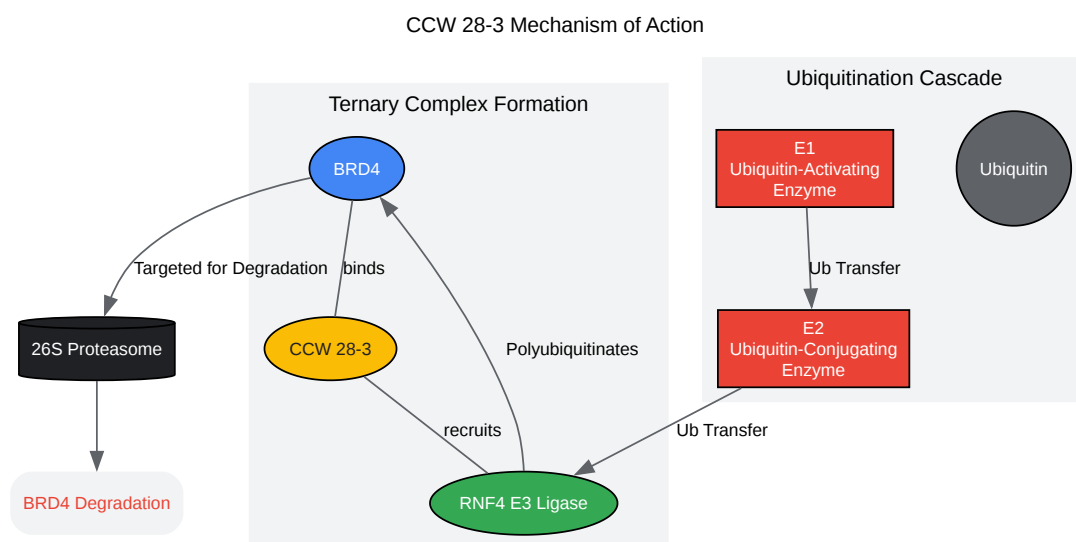 CCW 28-3 Mechanism of Action
Ubiquitination Cascade
Ternary Complex Formation
E1
Ubiquitin-Activating
Enzyme
Ubiquitin
BRD4
Targeted for Degradation
binds
Ub Transfer
26S Proteasome
CCW 28-3
Polyubiquitinates
E2
Ubiquitin-Conjugating
Enzyme
recruits
Ub Transfer
BRD4 Degradation
RNF4 E3 Ligase